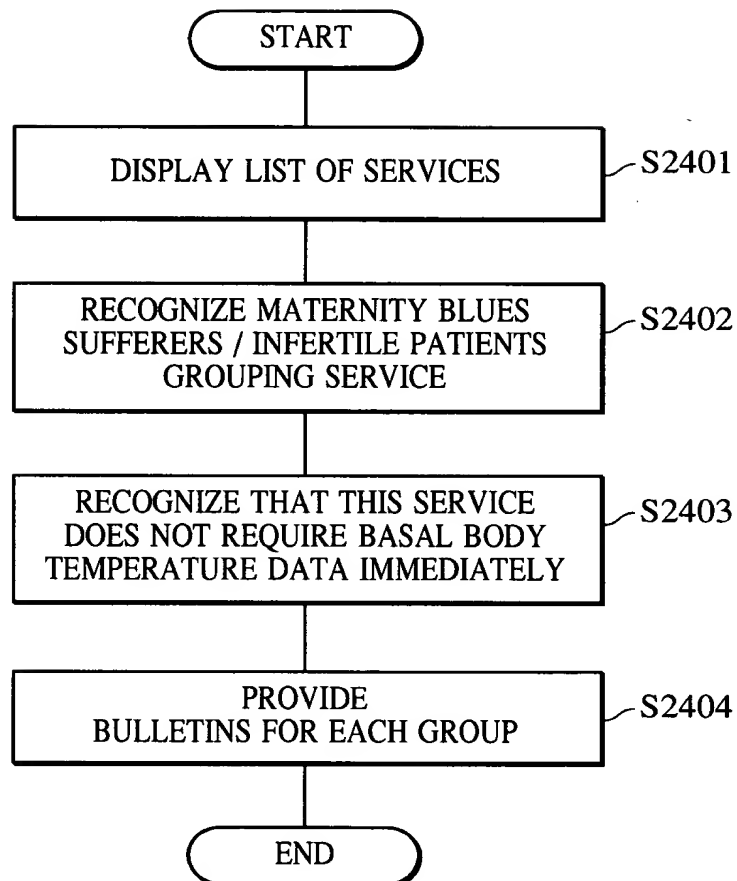 START
DISPLAY LIST OF SERVICES
S2401
RECOGNIZE MATERNITY BLUES
SUFFERERS / INFERTILE PATIENTS
GROUPING SERVICE
S2402
RECOGNIZE THAT THIS SERVICE
DOES NOT REQUIRE BASAL BODY
TEMPERATURE DATA IMMEDIATELY
S2403
PROVIDE
BULLETINS FOR EACH GROUP
S2404
END